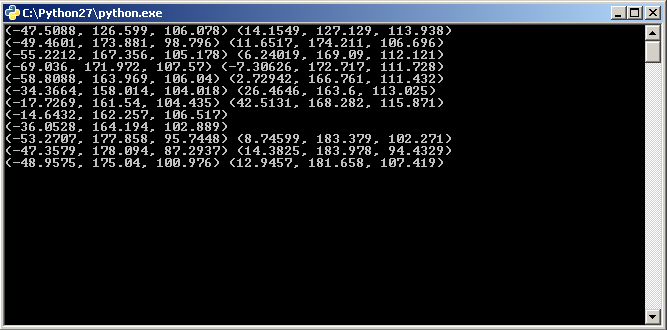 C:\Python27\python.exe
(-47.5088, 126.599, 106.078) (14.1549, 127.129, 113.938)
(-49.4601, 173.881, 98.796) (11.6517, 174.211, 106.696)
(-55.2212, 167.356, 105.178) (6.24019, 169.09, 112.121)
(-69.036, 171.972, 107.57) (-7.30626, 172.717, 111.728)
(-58.8088, 163.969, 106.04) (2.72942, 166.761, 111.432)
(-34.3664, 158.014, 104.018) (26.4646, 163.6, 113.025)
(-17.7269, 161.54, 104.435) (42.5131, 168.282, 115.871)
(-14.6432, 162.257, 106.517)
(-36.0528, 164.194, 102.889)
(-53.2707, 177.858, 95.7448) (8.74599, 183.379, 102.271)
(-47.3579, 178.094, 87.2937) (14.3825, 183.978, 94.4329)
(-48.9575, 175.04, 100.976) (12.9457, 181.658, 107.419)